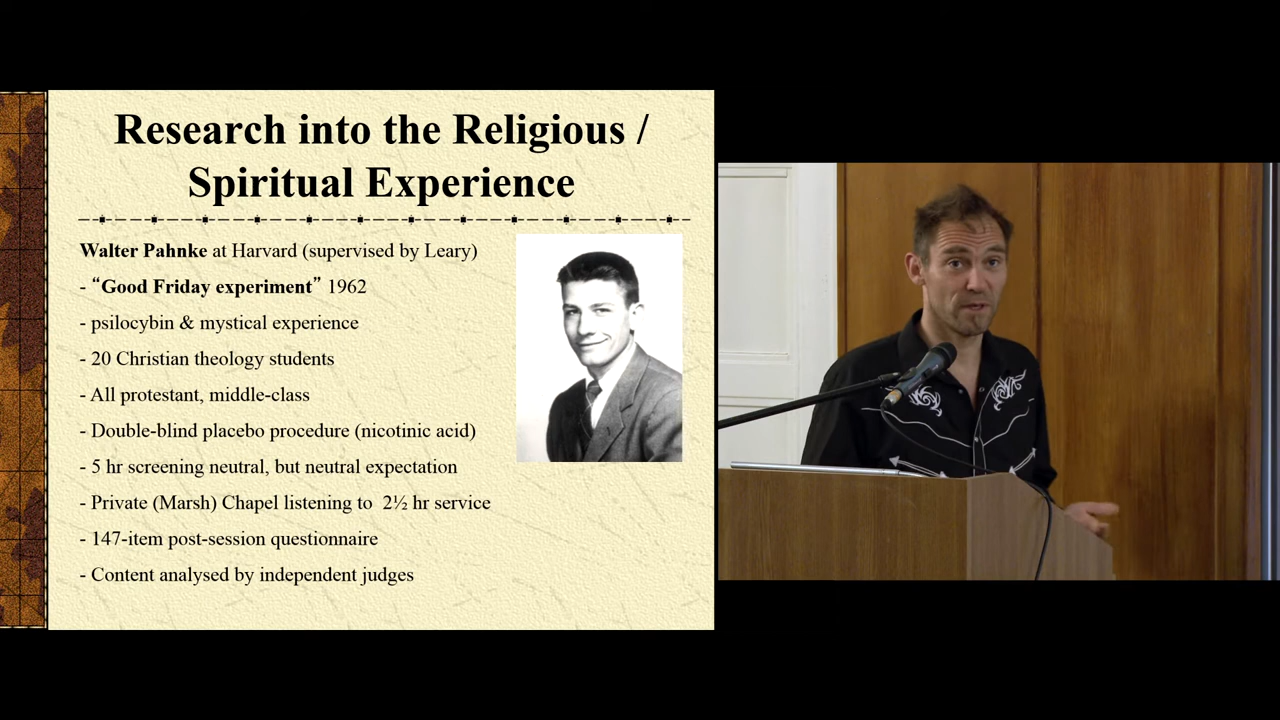 Research into the Religious /
Spiritual Experience
Walter Pahnke at Harvard (supervised by Leary)
- “Good Friday experiment” 1962
- psilocybin & mystical experience
- 20 Christian theology students
- All protestant, middle-class
- Double-blind placebo procedure (nicotinic acid)
- 5 hr screening neutral, but neutral expectation
- Private (Marsh) Chapel listening to  2½ hr service
- 147-item post-session questionnaire
- Content analysed by independent judges